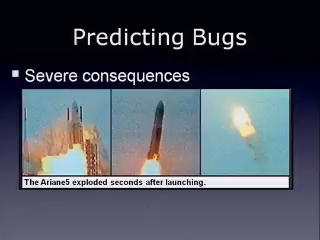 Predicting Bugs
Severe consequences
The Ariane5 exploded seconds after launching.